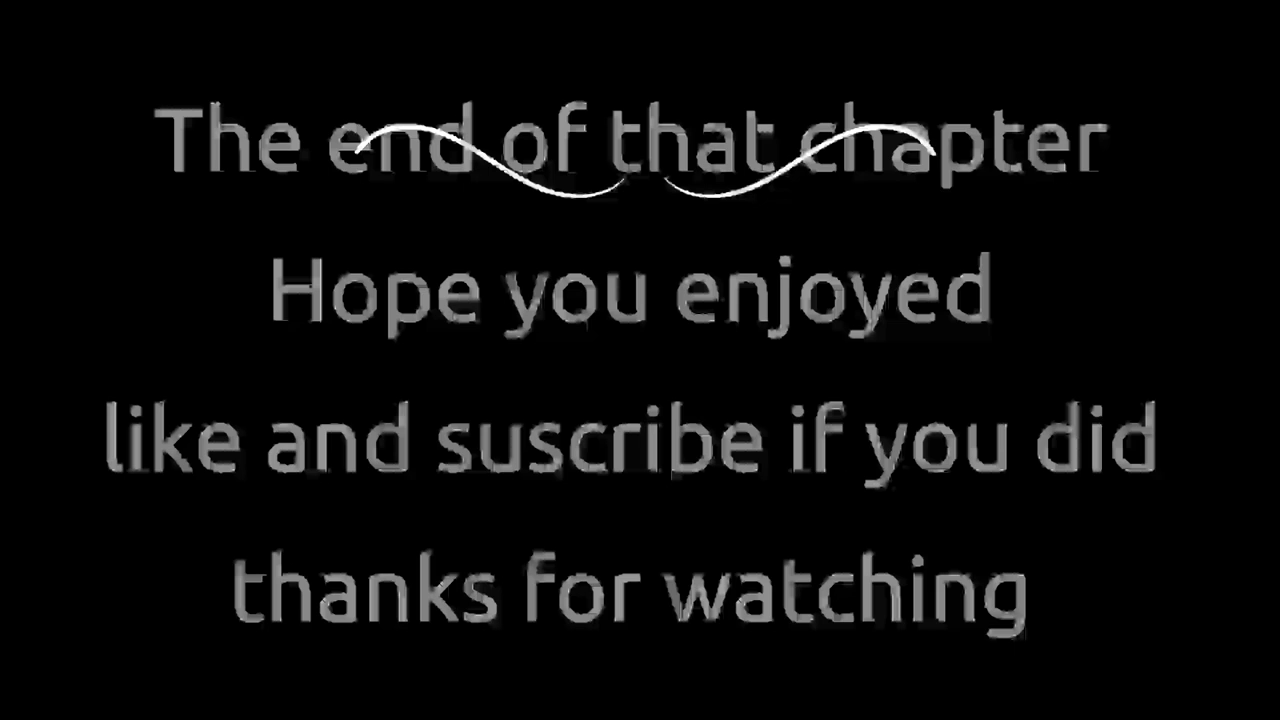 The end of that chapter
Hope you enjoyed
like and suscribe if you did
thanks for watching